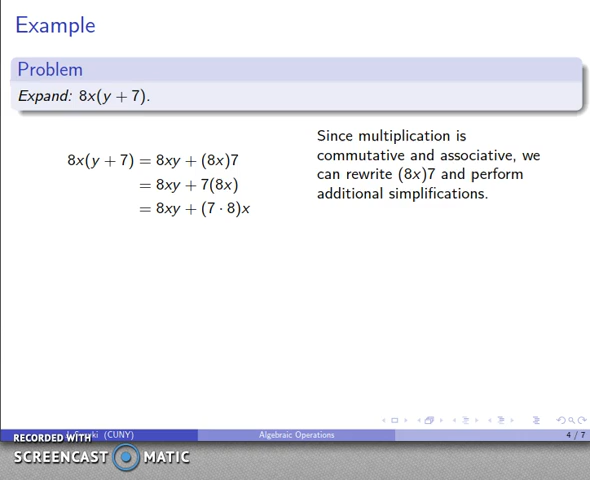 Example
Problem
Expand: 8x(y + 7).
8x(y + 7) = 8xy + (8x)7
= 8xy + 7(8x)
= 8xy + (7 · 8)x
Since multiplication is
commutative and associative, we
can rewrite (8x)7 and perform
additional simplifications.
RECORDED WITH
(CUNY)
Algebraic Operations
4 / 7
SCREENCAST MATIC